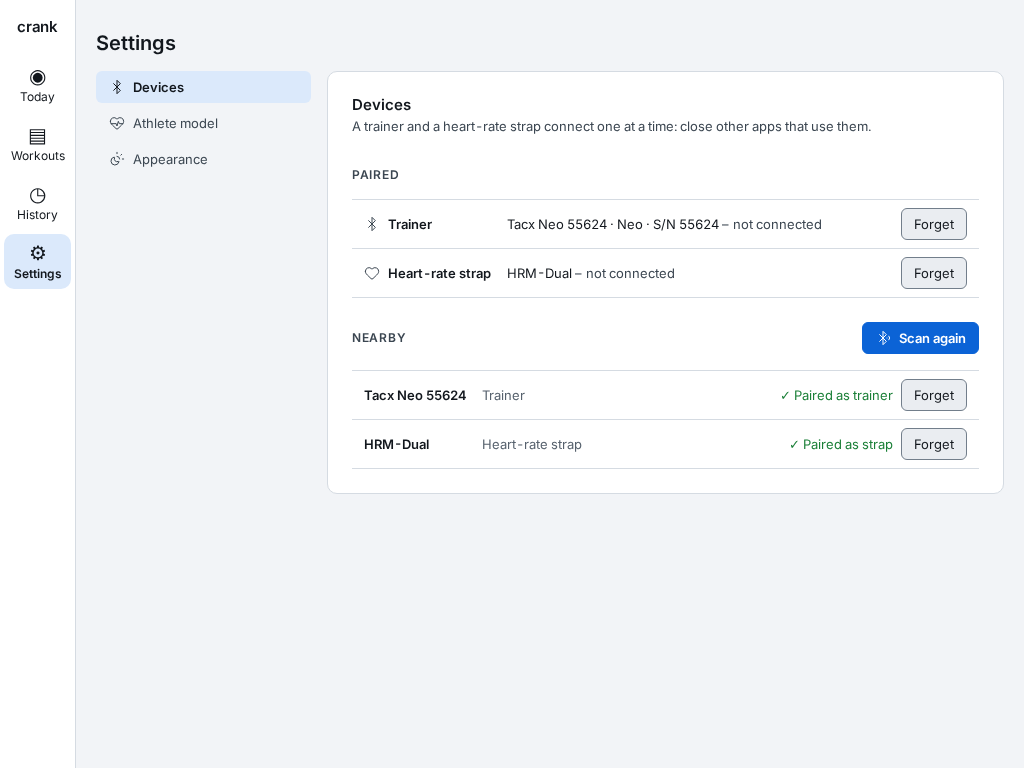 crank
Today
Workouts
History
Settings
Settings
Devices
Athlete model
Appearance
Devices
A trainer and a heart-rate strap connect one at a time: close other apps that use them.
PAIRED
Trainer Tacx Neo 55624 · Neo · S/N 55624 – not connected Forget
Heart-rate strap HRM-Dual – not connected Forget
NEARBY Scan again
Tacx Neo 55624 Trainer ✓ Paired as trainer Forget
HRM-Dual Heart-rate strap ✓ Paired as strap Forget